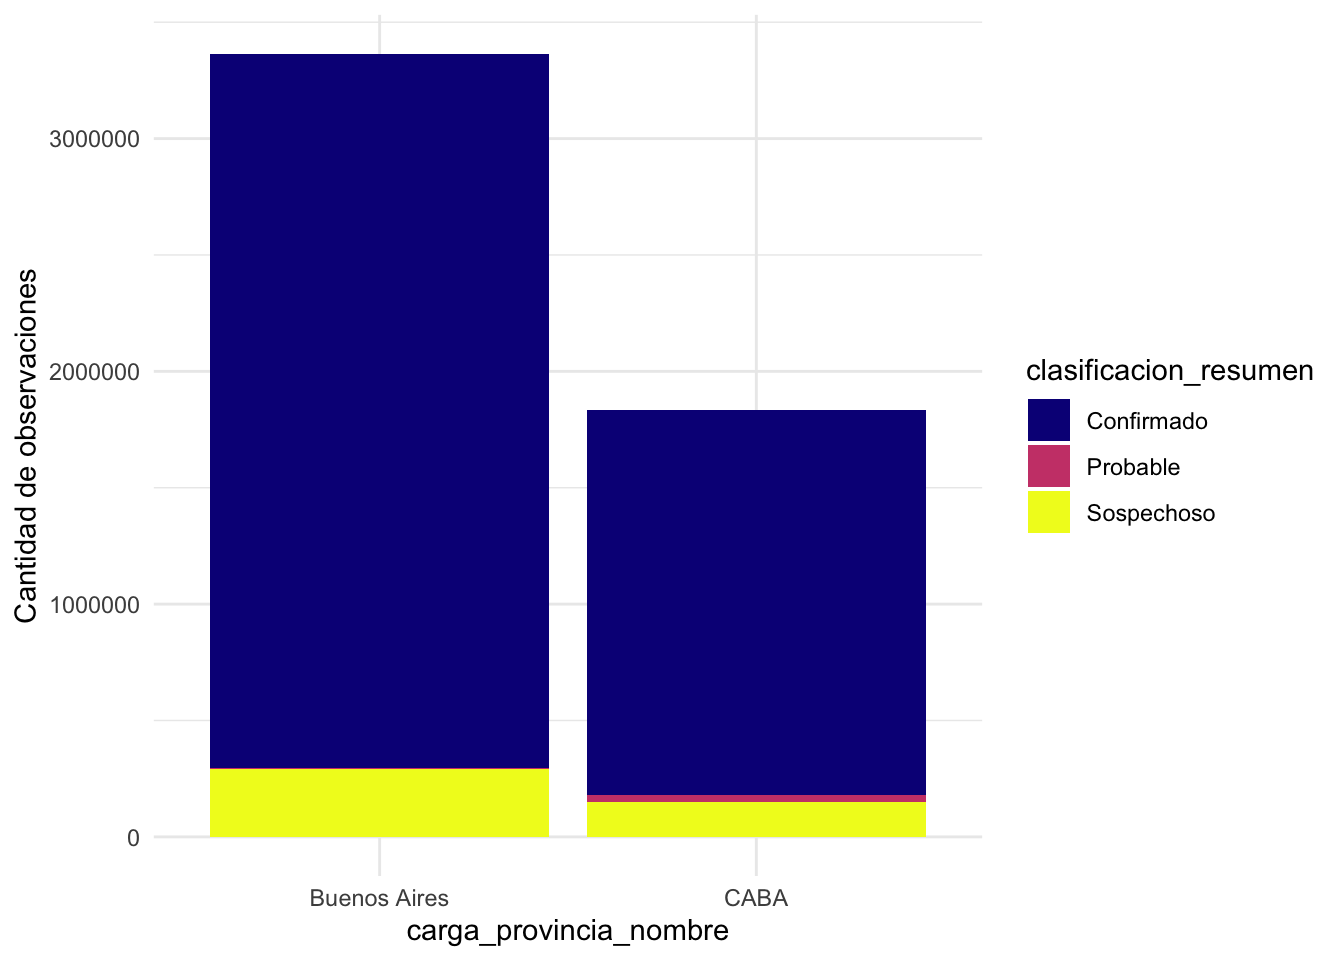 Cantidad de observaciones
3000000
2000000
1000000
0
Buenos Aires
CABA
carga_provincia_nombre
clasificacion_resumen
Confirmado
Probable
Sospechoso